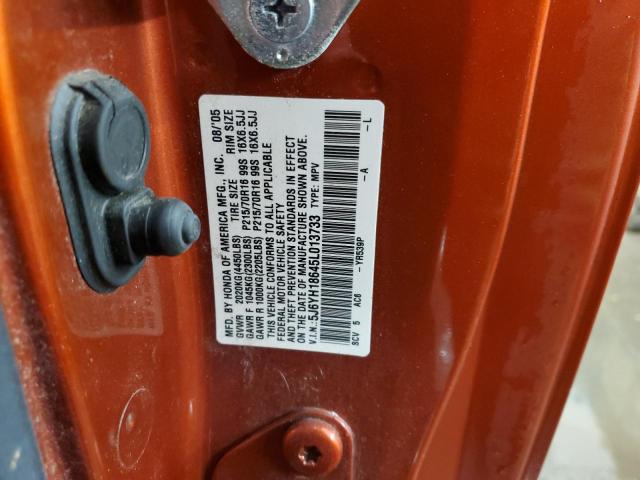 MFD. BY HONDA OF AMERICA MFG., INC. 08/'05
GVWR 2020KG(4450LBS) TIRE SIZE RIM SIZE
GAWR F 1045KG(2300LBS) P215/70R16 99S 16X6.5JJ
GAWR R 1000KG(2205LBS) P215/70R16 99S 16X6.5JJ
THIS VEHICLE CONFORMS TO ALL APPLICABLE
FEDERAL MOTOR VEHICLE SAFETY
AND THEFT PREVENTION STANDARDS IN EFFECT
ON THE DATE OF MANUFACTURE SHOWN ABOVE.
V.I.N.: 5J6YH18645L013733 TYPE: MPV
SCV 5 AC6 -YR539P -A -L